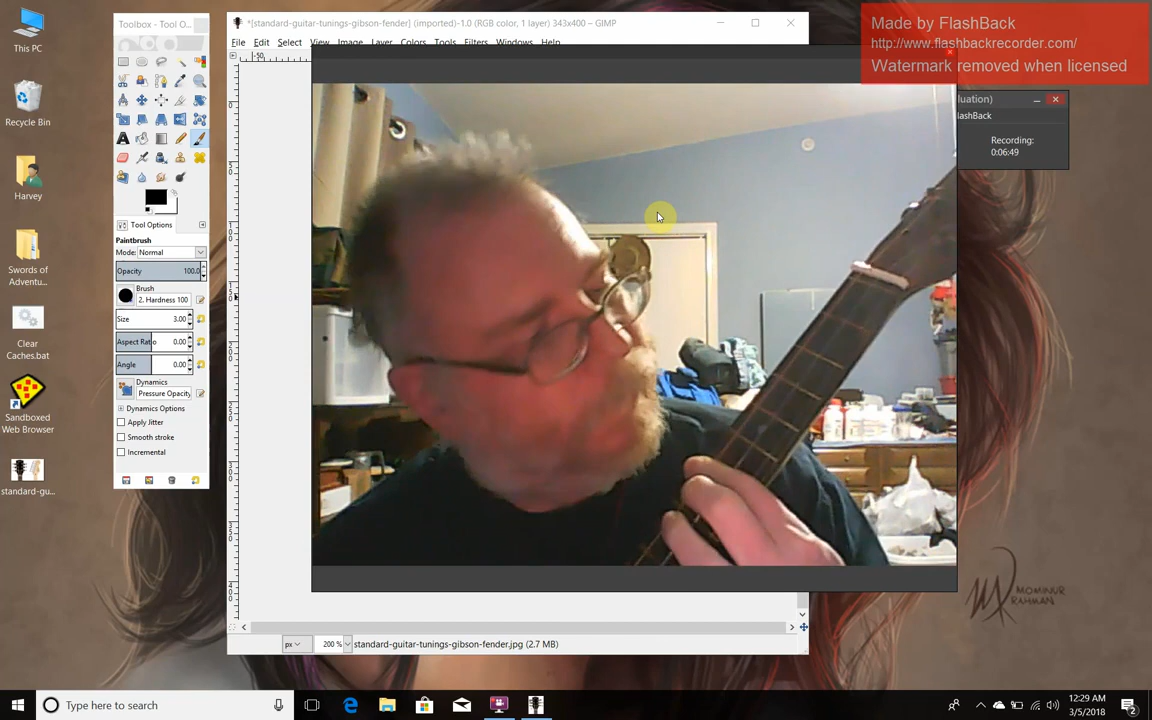 This PC
Recycle Bin
Harvey
Swords of
Adventu...
Clear
Caches.bat
Sandboxed
Web Browser
standard-gu...
Toolbox - Tool O...
Tool Options
Paintbrush
Mode: Normal
Opacity 100.0
Brush
2. Hardness 100
Size 3.00
Aspect Ratio 0.00
Angle 0.00
Dynamics
Pressure Opacity
Dynamics Options
Apply Jitter
Smooth stroke
Incremental
*[standard-guitar-tunings-gibson-fender] (imported)-1.0 (RGB color, 1 layer) 343x400 – GIMP
File Edit Select View Image Layer Colors Tools Filters Windows Help
-50
px 200 % standard-guitar-tunings-gibson-fender.jpg (2.7 MB)
Made by FlashBack
http://www.flashbackrecorder.com/
Watermark removed when licensed
luation)
lashBack
Recording:
0:06:49
MOMINUR
RAHMAN
Type here to search
12:29 AM
3/5/2018
2